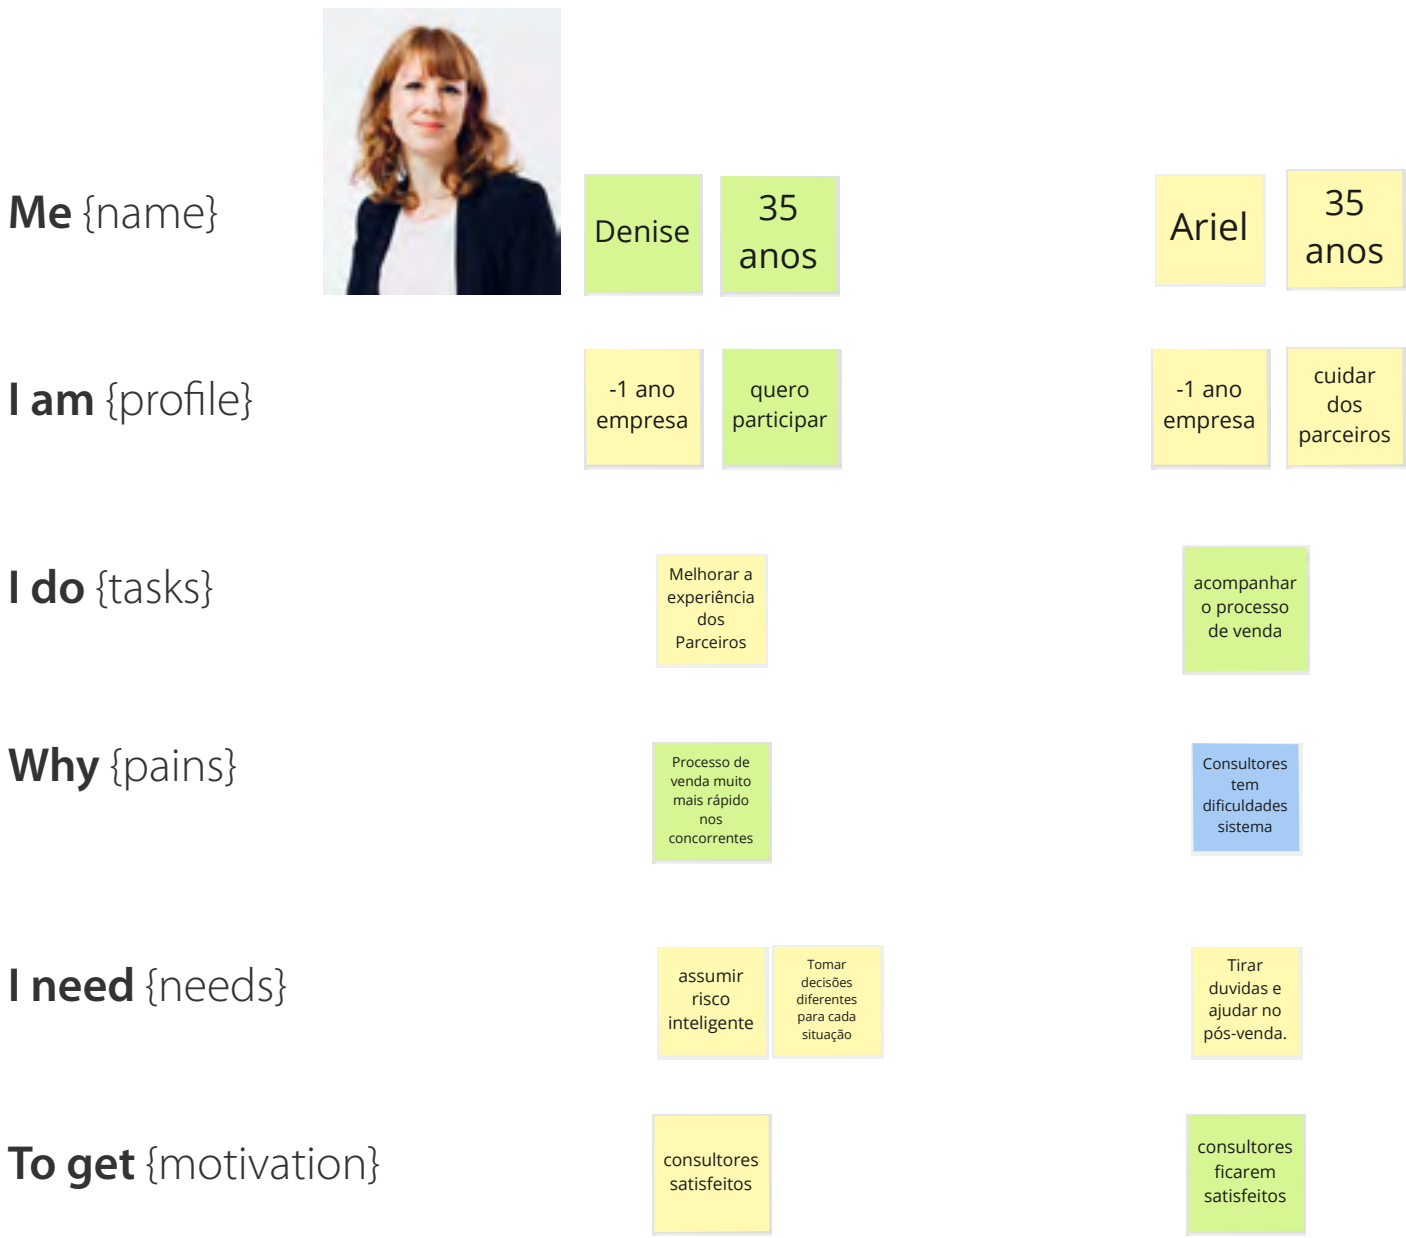 Me {name}
Denise
35
anos
Ariel
35
anos
I am {profile}
-1 ano
empresa
quero
participar
-1 ano
empresa
cuidar
dos
parceiros
I do {tasks}
Melhorar a
experiência
dos
Parceiros
acompanhar
o processo
de venda
Why {pains}
Processo de
venda muito
mais rápido
nos
concorrentes
Consultores
tem
dificuldades
sistema
I need {needs}
assumir
risco
inteligente
Tomar
decisões
diferentes
para cada
situação
Tirar
duvidas e
ajudar no
pós-venda.
To get {motivation}
consultores
satisfeitos
consultores
ficarem
satisfeitos